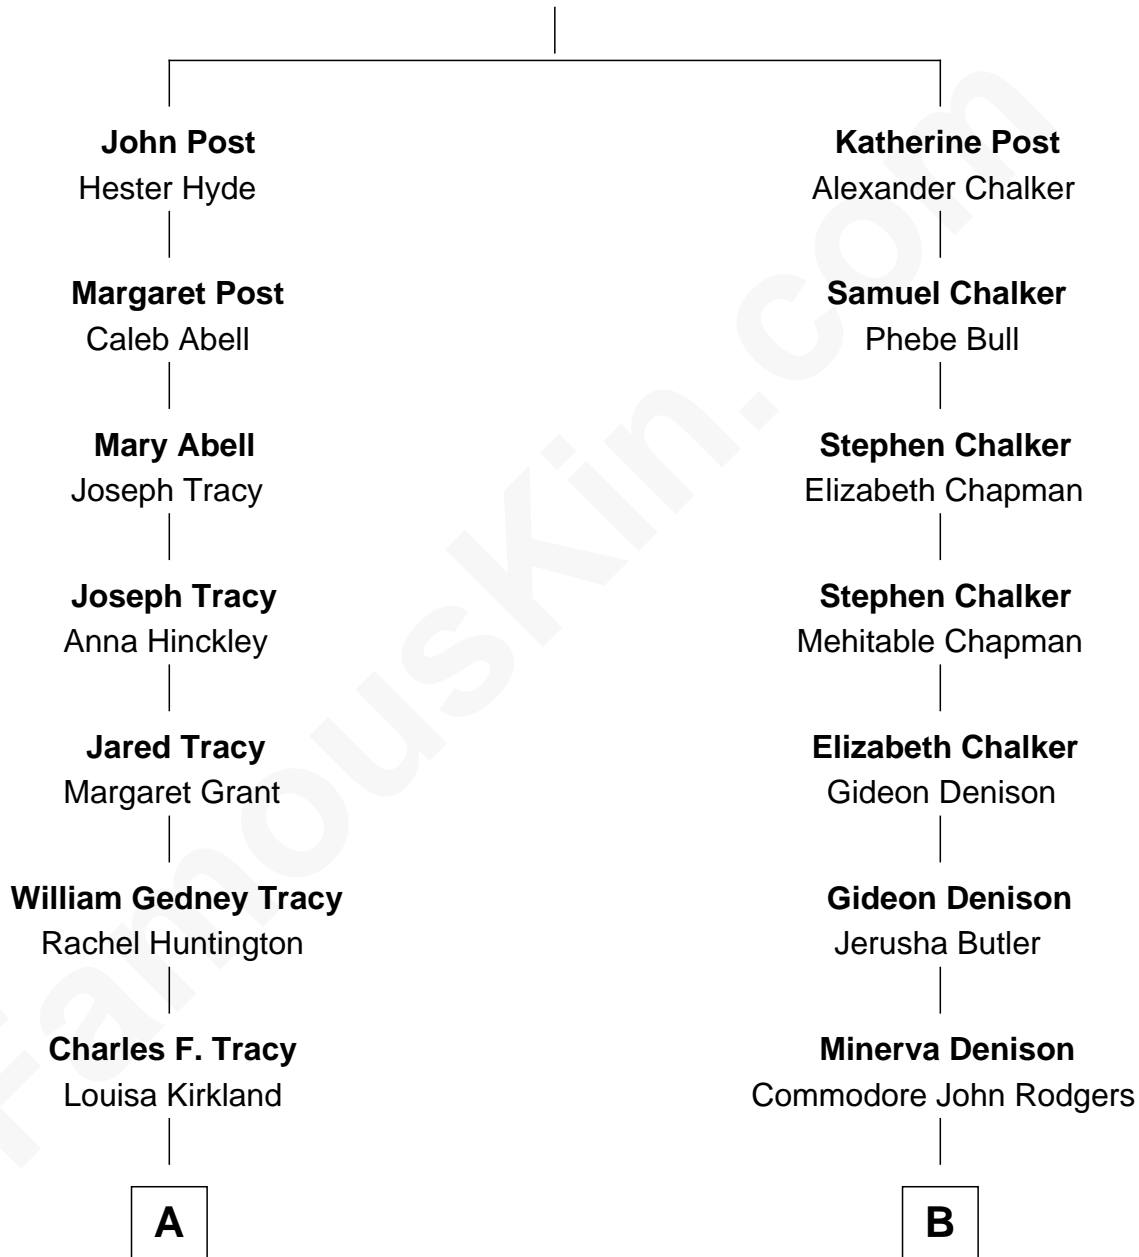 John Post
Hester Hyde
Margaret Post
Caleb Abell
Mary Abell
Joseph Tracy
Joseph Tracy
Anna Hinckley
Jared Tracy
Margaret Grant
William Gedney Tracy
Rachel Huntington
Charles F. Tracy
Louisa Kirkland
A
Katherine Post
Alexander Chalker
Samuel Chalker
Phebe Bull
Stephen Chalker
Elizabeth Chapman
Stephen Chalker
Mehitable Chapman
Elizabeth Chalker
Gideon Denison
Gideon Denison
Jerusha Butler
Minerva Denison
Commodore John Rodgers
B
FamousKin.com